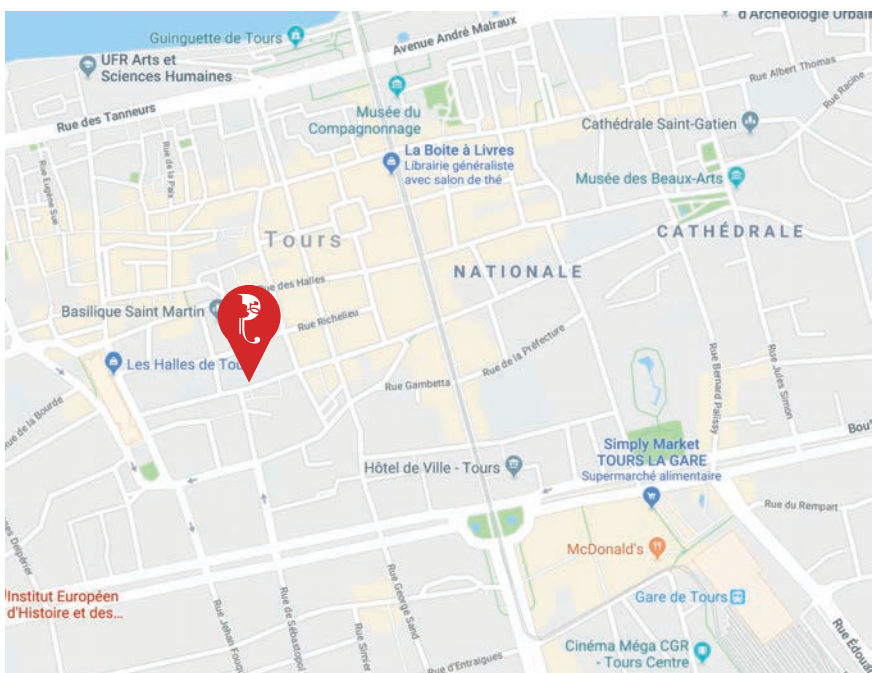 d'Archéologie Urbai
Guinguette de Tours
Avenue André Malraux
UFR Arts et
Sciences Humaines
Rue Albert Thomas
Rue Racine
Rue des Tanneurs
Musée du
Compagnonnage
Cathédrale Saint-Gatien
Rue de la Paix
La Boite à Livres
Librairie généraliste
avec salon de thé
Musée des Beaux-Arts
Rue Eugène Sue
Tours
CATHÉDRALE
NATIONALE
Rue des Halles
Basilique Saint Martin
Rue Richelieu
Les Halles de Tou
Rue de la Préfecture
Rue Gambetta
Rue Bernard Palissy
Rue Jules Simon
Rue de la Bourde
Simply Market
TOURS LA GARE
Supermarché alimentaire
Boul
Hôtel de Ville - Tours
Rue du Rempart
es Delpérier
McDonald's
Institut Européen
d'Histoire et des...
Gare de Tours
Rue Jehan Fouq
Rue de Sébastopol
Rue George Sand
Rue Simier
Rue d'Entraigues
Cinéma Méga CGR
- Tours Centre
Rue Édoua